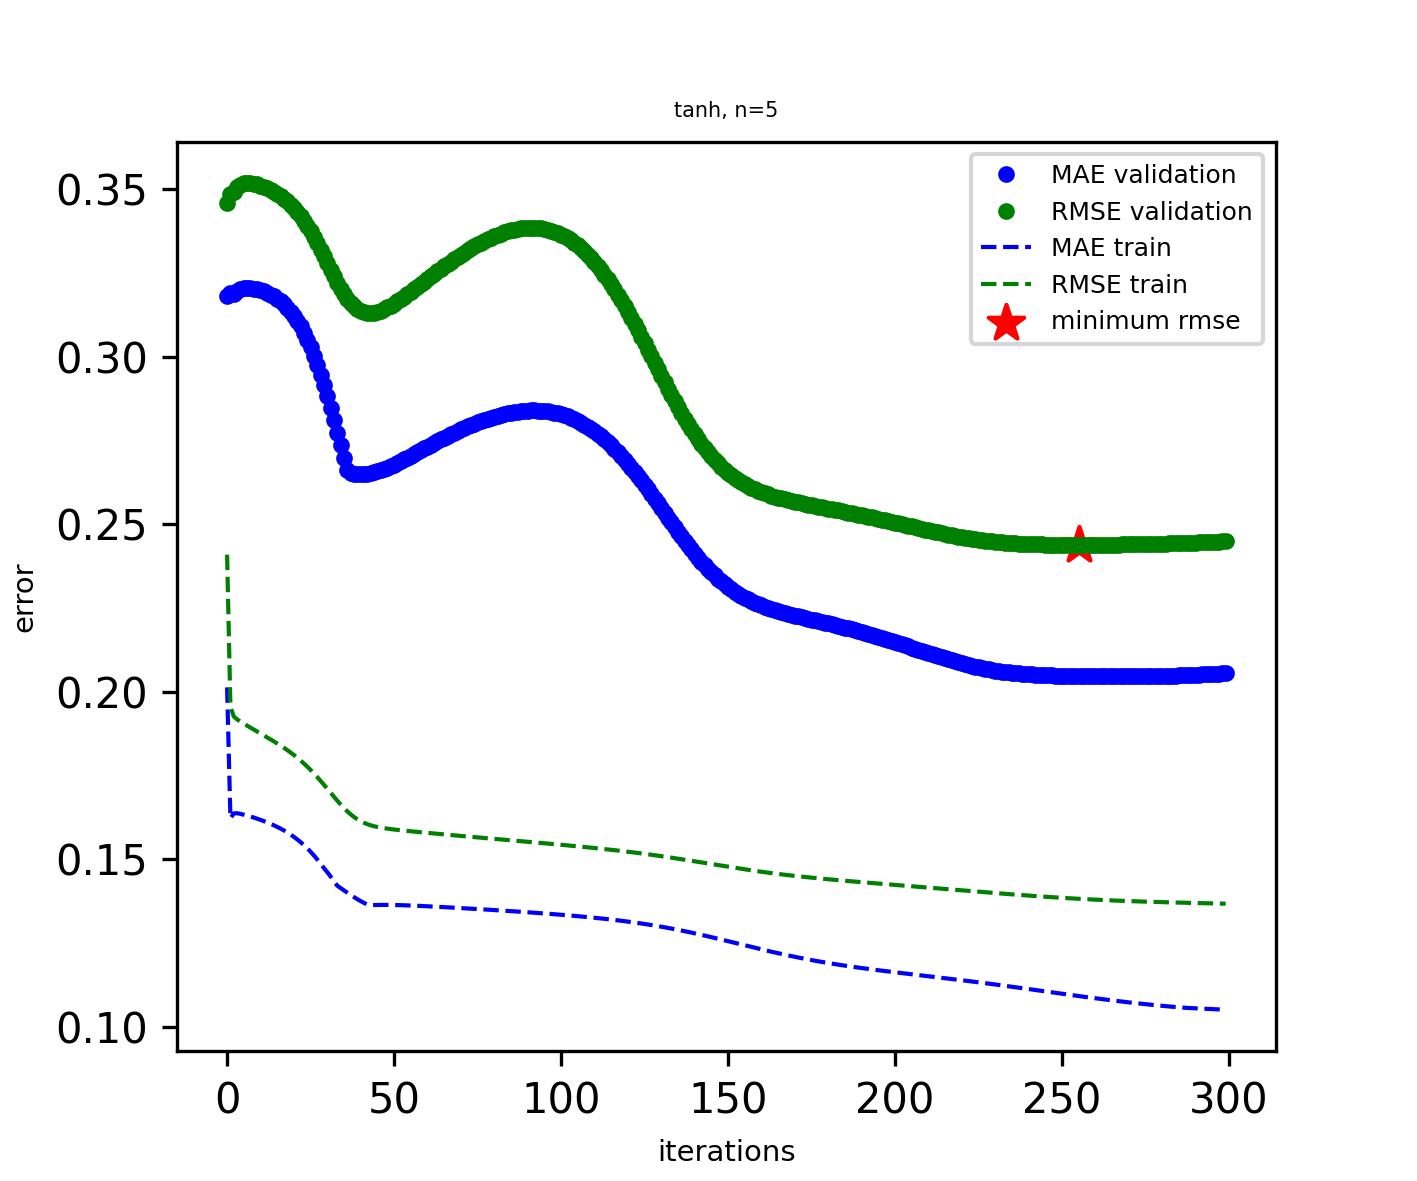 tanh, n=5
0.35
0.30
0.25
0.20
0.15
0.10
error
MAE validation
RMSE validation
MAE train
RMSE train
minimum rmse
0 50 100 150 200 250 300
iterations